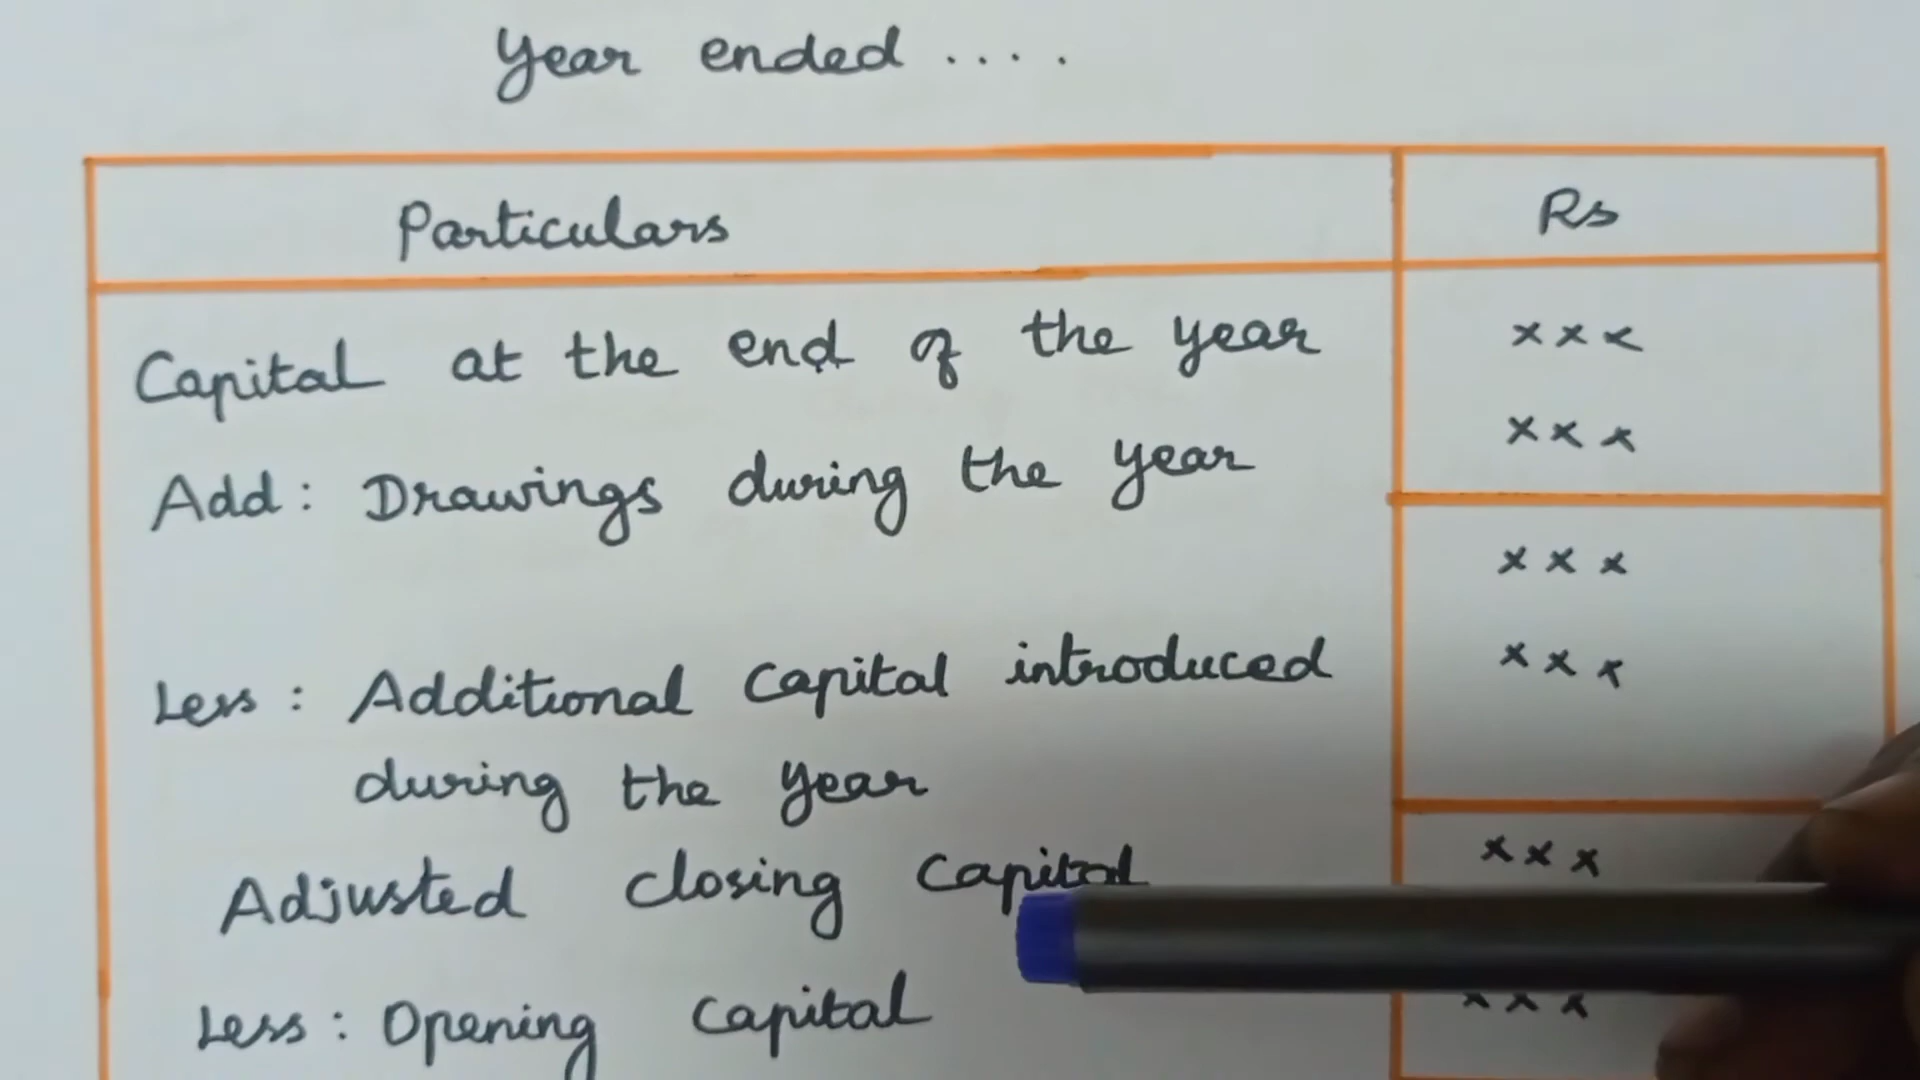 Year ended ....
Particulars Rs
Capital at the end of the year xxx
Add: Drawings during the year xxx
xxx
Less: Additional capital introduced xxx
during the year
Adjusted closing capital xxx
Less: Opening capital xxx